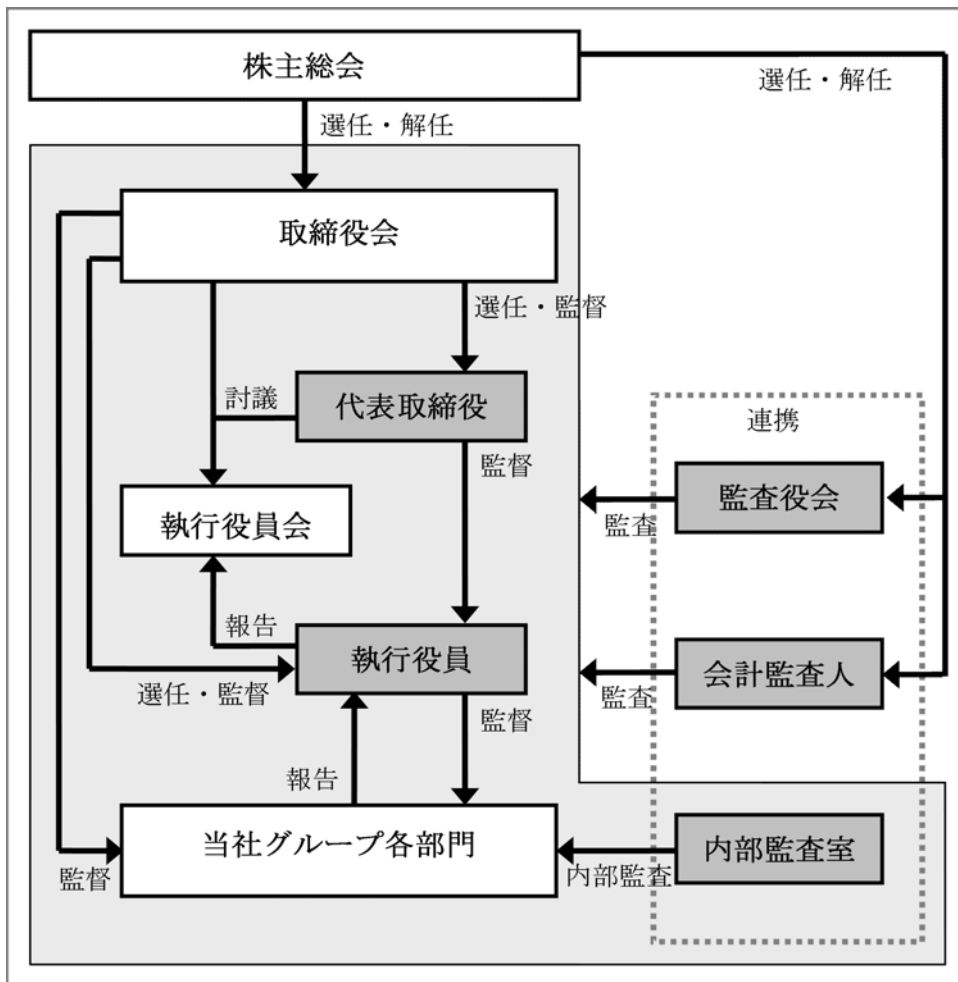 株主総会
選任・解任
選任・解任
取締役会
選任・監督
討議
代表取締役
連携
監督
監査役会
監査
執行役員会
報告
執行役員
会計監査人
選任・監督
監督
監査
報告
当社グループ各部門
内部監査室
監督
内部監査